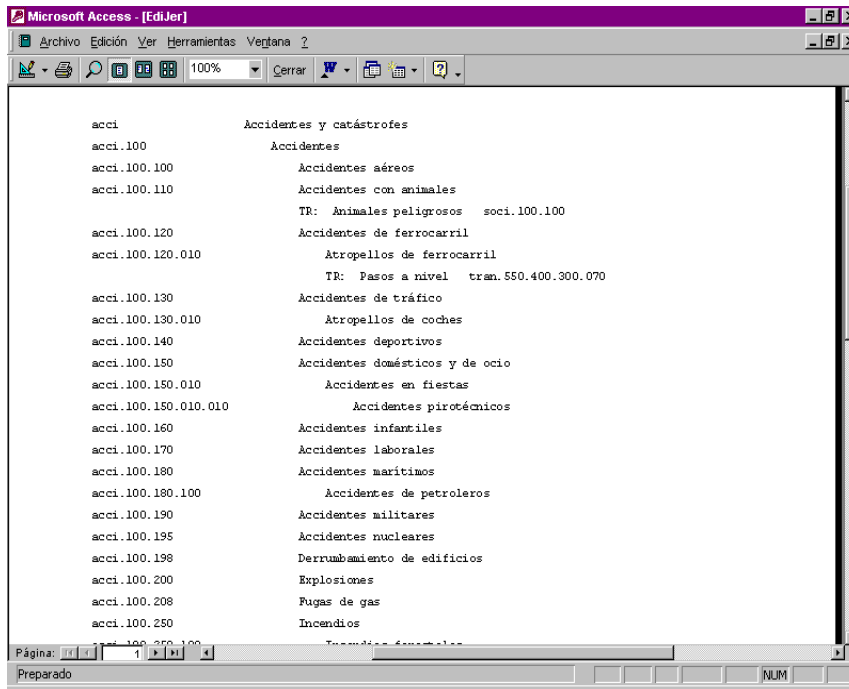 Microsoft Access - [EdiJer]
Archivo Edición Ver Herramientas Ventana ?
100% Cerrar
acci Accidentes y catástrofes
acci.100 Accidentes
acci.100.100 Accidentes aéreos
acci.100.110 Accidentes con animales
TR: Animales peligrosos soci.100.100
acci.100.120 Accidentes de ferrocarril
acci.100.120.010 Atropellos de ferrocarril
TR: Pasos a nivel tran.550.400.300.070
acci.100.130 Accidentes de tráfico
acci.100.130.010 Atropellos de coches
acci.100.140 Accidentes deportivos
acci.100.150 Accidentes domésticos y de ocio
acci.100.150.010 Accidentes en fiestas
acci.100.150.010.010 Accidentes pirotécnicos
acci.100.160 Accidentes infantiles
acci.100.170 Accidentes laborales
acci.100.180 Accidentes marítimos
acci.100.180.100 Accidentes de petroleros
acci.100.190 Accidentes militares
acci.100.195 Accidentes nucleares
acci.100.198 Derrumbamiento de edificios
acci.100.200 Explosiones
acci.100.208 Fugas de gas
acci.100.250 Incendios
Página: 1
Preparado NUM